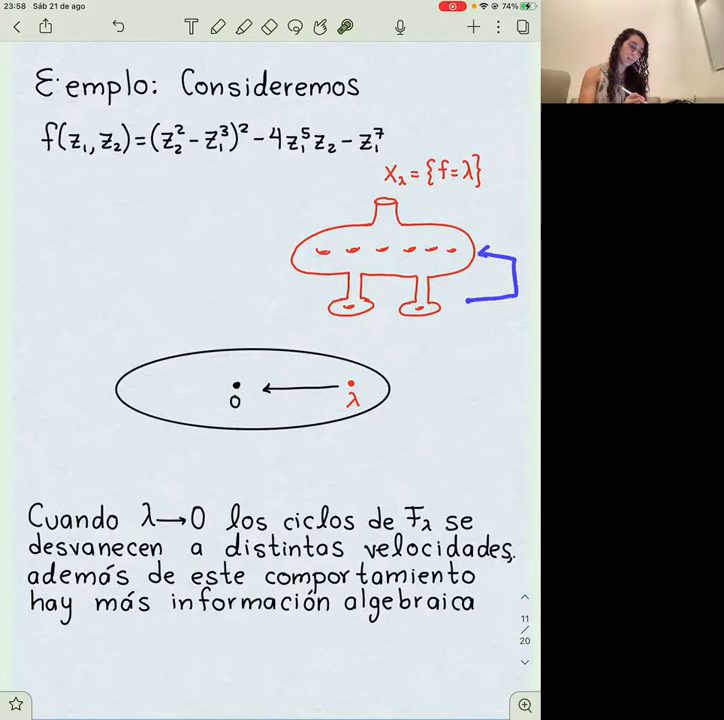 23:58 Sáb 21 de ago
74%
T
Ejemplo: Consideremos
f(z₁, z₂) = (z₂² - z₁³)² - 4z₁⁵z₂ - z₁⁷
X_λ = {f=λ}
0
λ
Cuando λ→0 los ciclos de F_λ se
desvanecen a distintas velocidades,
además de este comportamiento
hay más información algebraica
11
/
20